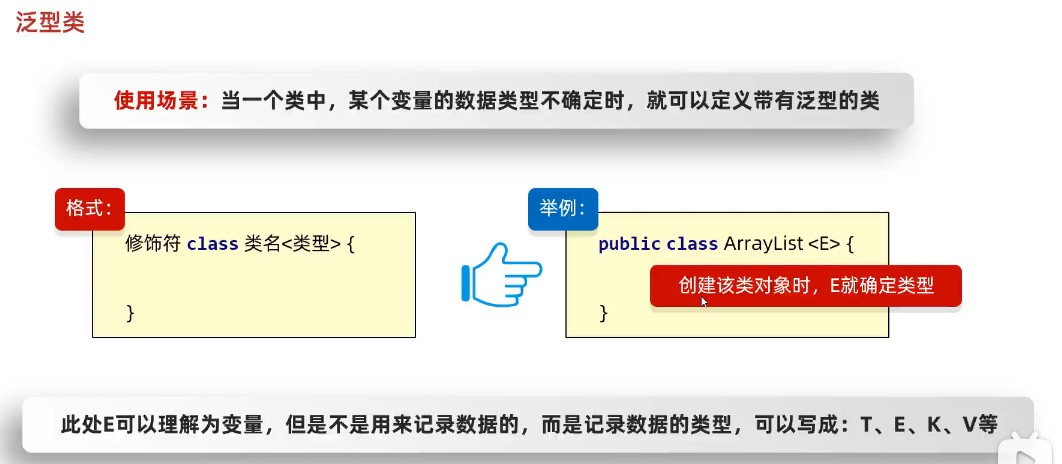 泛型类
使用场景：当一个类中，某个变量的数据类型不确定时，就可以定义带有泛型的类
格式：
修饰符 class 类名<类型> {
}
举例：
public class ArrayList <E> {
创建该类对象时，E就确定类型
}
此处E可以理解为变量，但是不是用来记录数据的，而是记录数据的类型，可以写成：T、E、K、V等